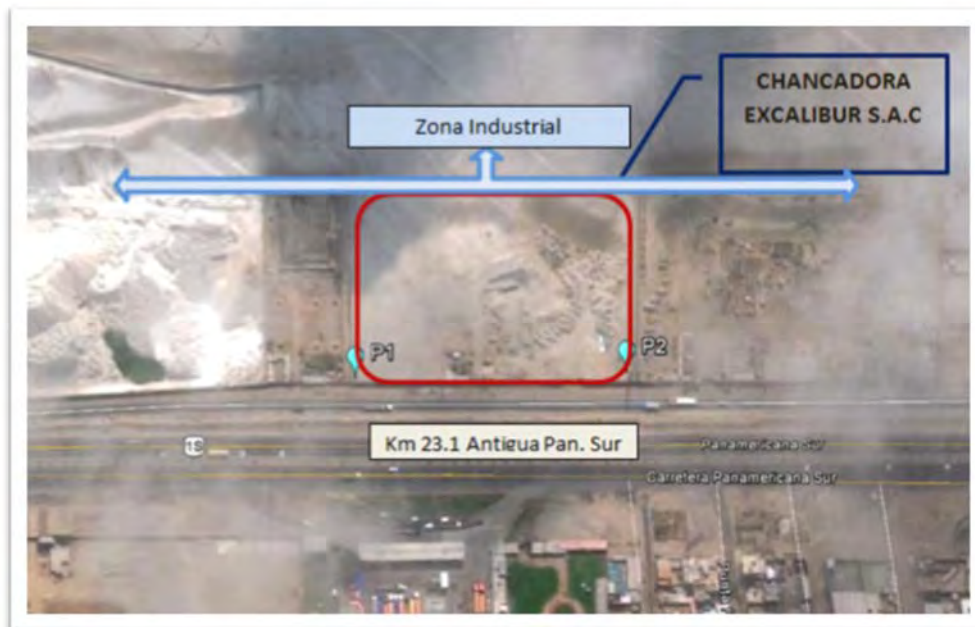 CHANCADORA
EXCALIBUR S.A.C
Zona Industrial
P1
P2
Km 23.1 Antigua Pan. Sur
1S
Panamericana Sur
Carretera Panamericana Sur